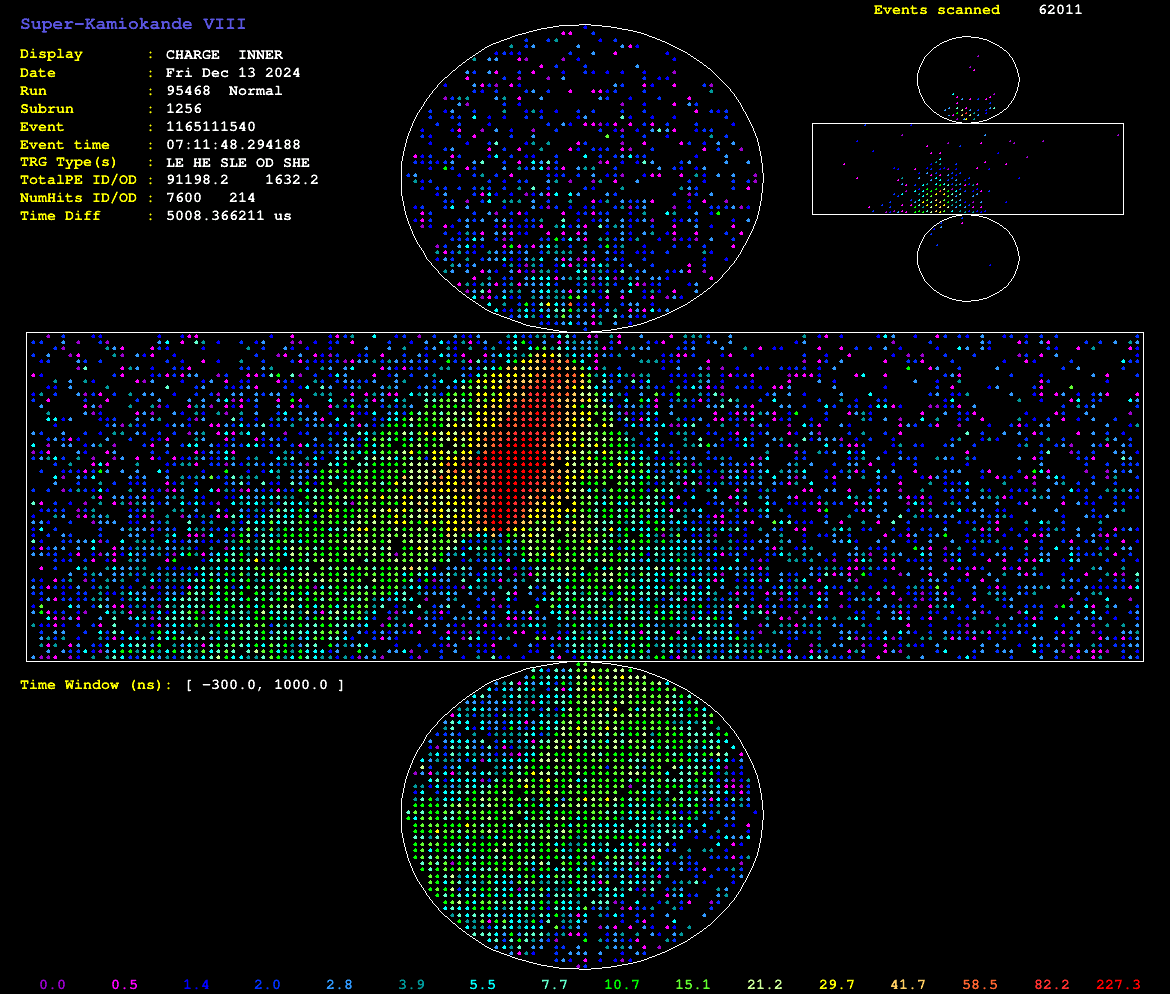 Super-Kamiokande VIII
Events scanned 62011
Display : CHARGE INNER
Date : Fri Dec 13 2024
Run : 95468 Normal
Subrun : 1256
Event : 1165111540
Event time : 07:11:48.294188
TRG Type(s) : LE HE SLE OD SHE
TotalPE ID/OD : 91198.2 1632.2
NumHits ID/OD : 7600 214
Time Diff : 5008.366211 us
Time Window (ns): [ −300.0, 1000.0 ]
0.0 0.5 1.4 2.0 2.8 3.9 5.5 7.7 10.7 15.1 21.2 29.7 41.7 58.5 82.2 227.3